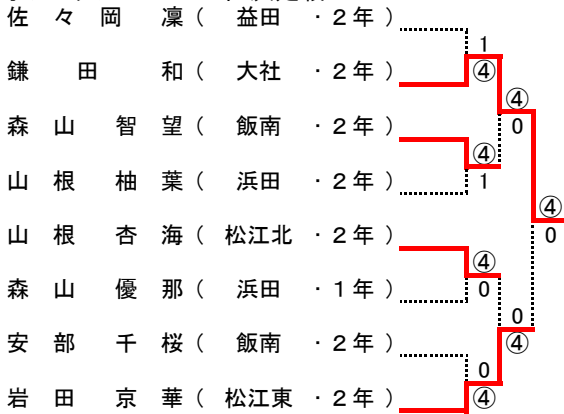 佐々岡 凜（ 益田 ・２年）
1
鎌田 和（ 大社 ・２年）
④
④
0
森山 智望（ 飯南 ・２年）
④
山根 柚葉（ 浜田 ・２年）
1
④
0
山根 杏海（ 松江北 ・２年）
④
森山 優那（ 浜田 ・１年）
0
0
④
安部 千桜（ 飯南 ・２年）
0
岩田 京華（ 松江東 ・２年）
④